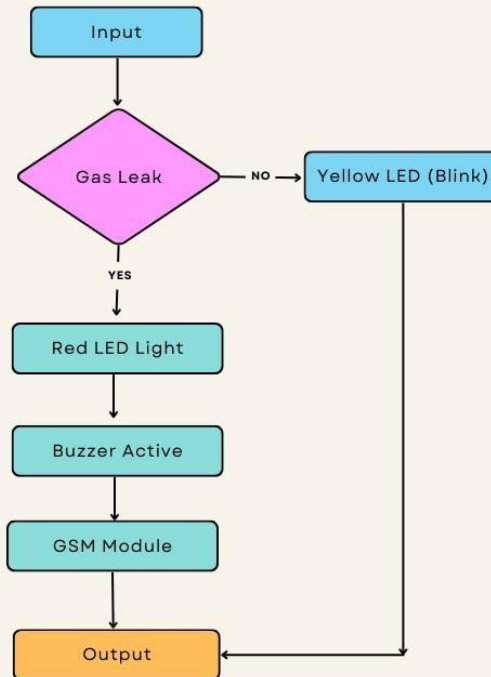 Input
Gas Leak
NO
Yellow LED (Blink)
YES
Red LED Light
Buzzer Active
GSM Module
Output